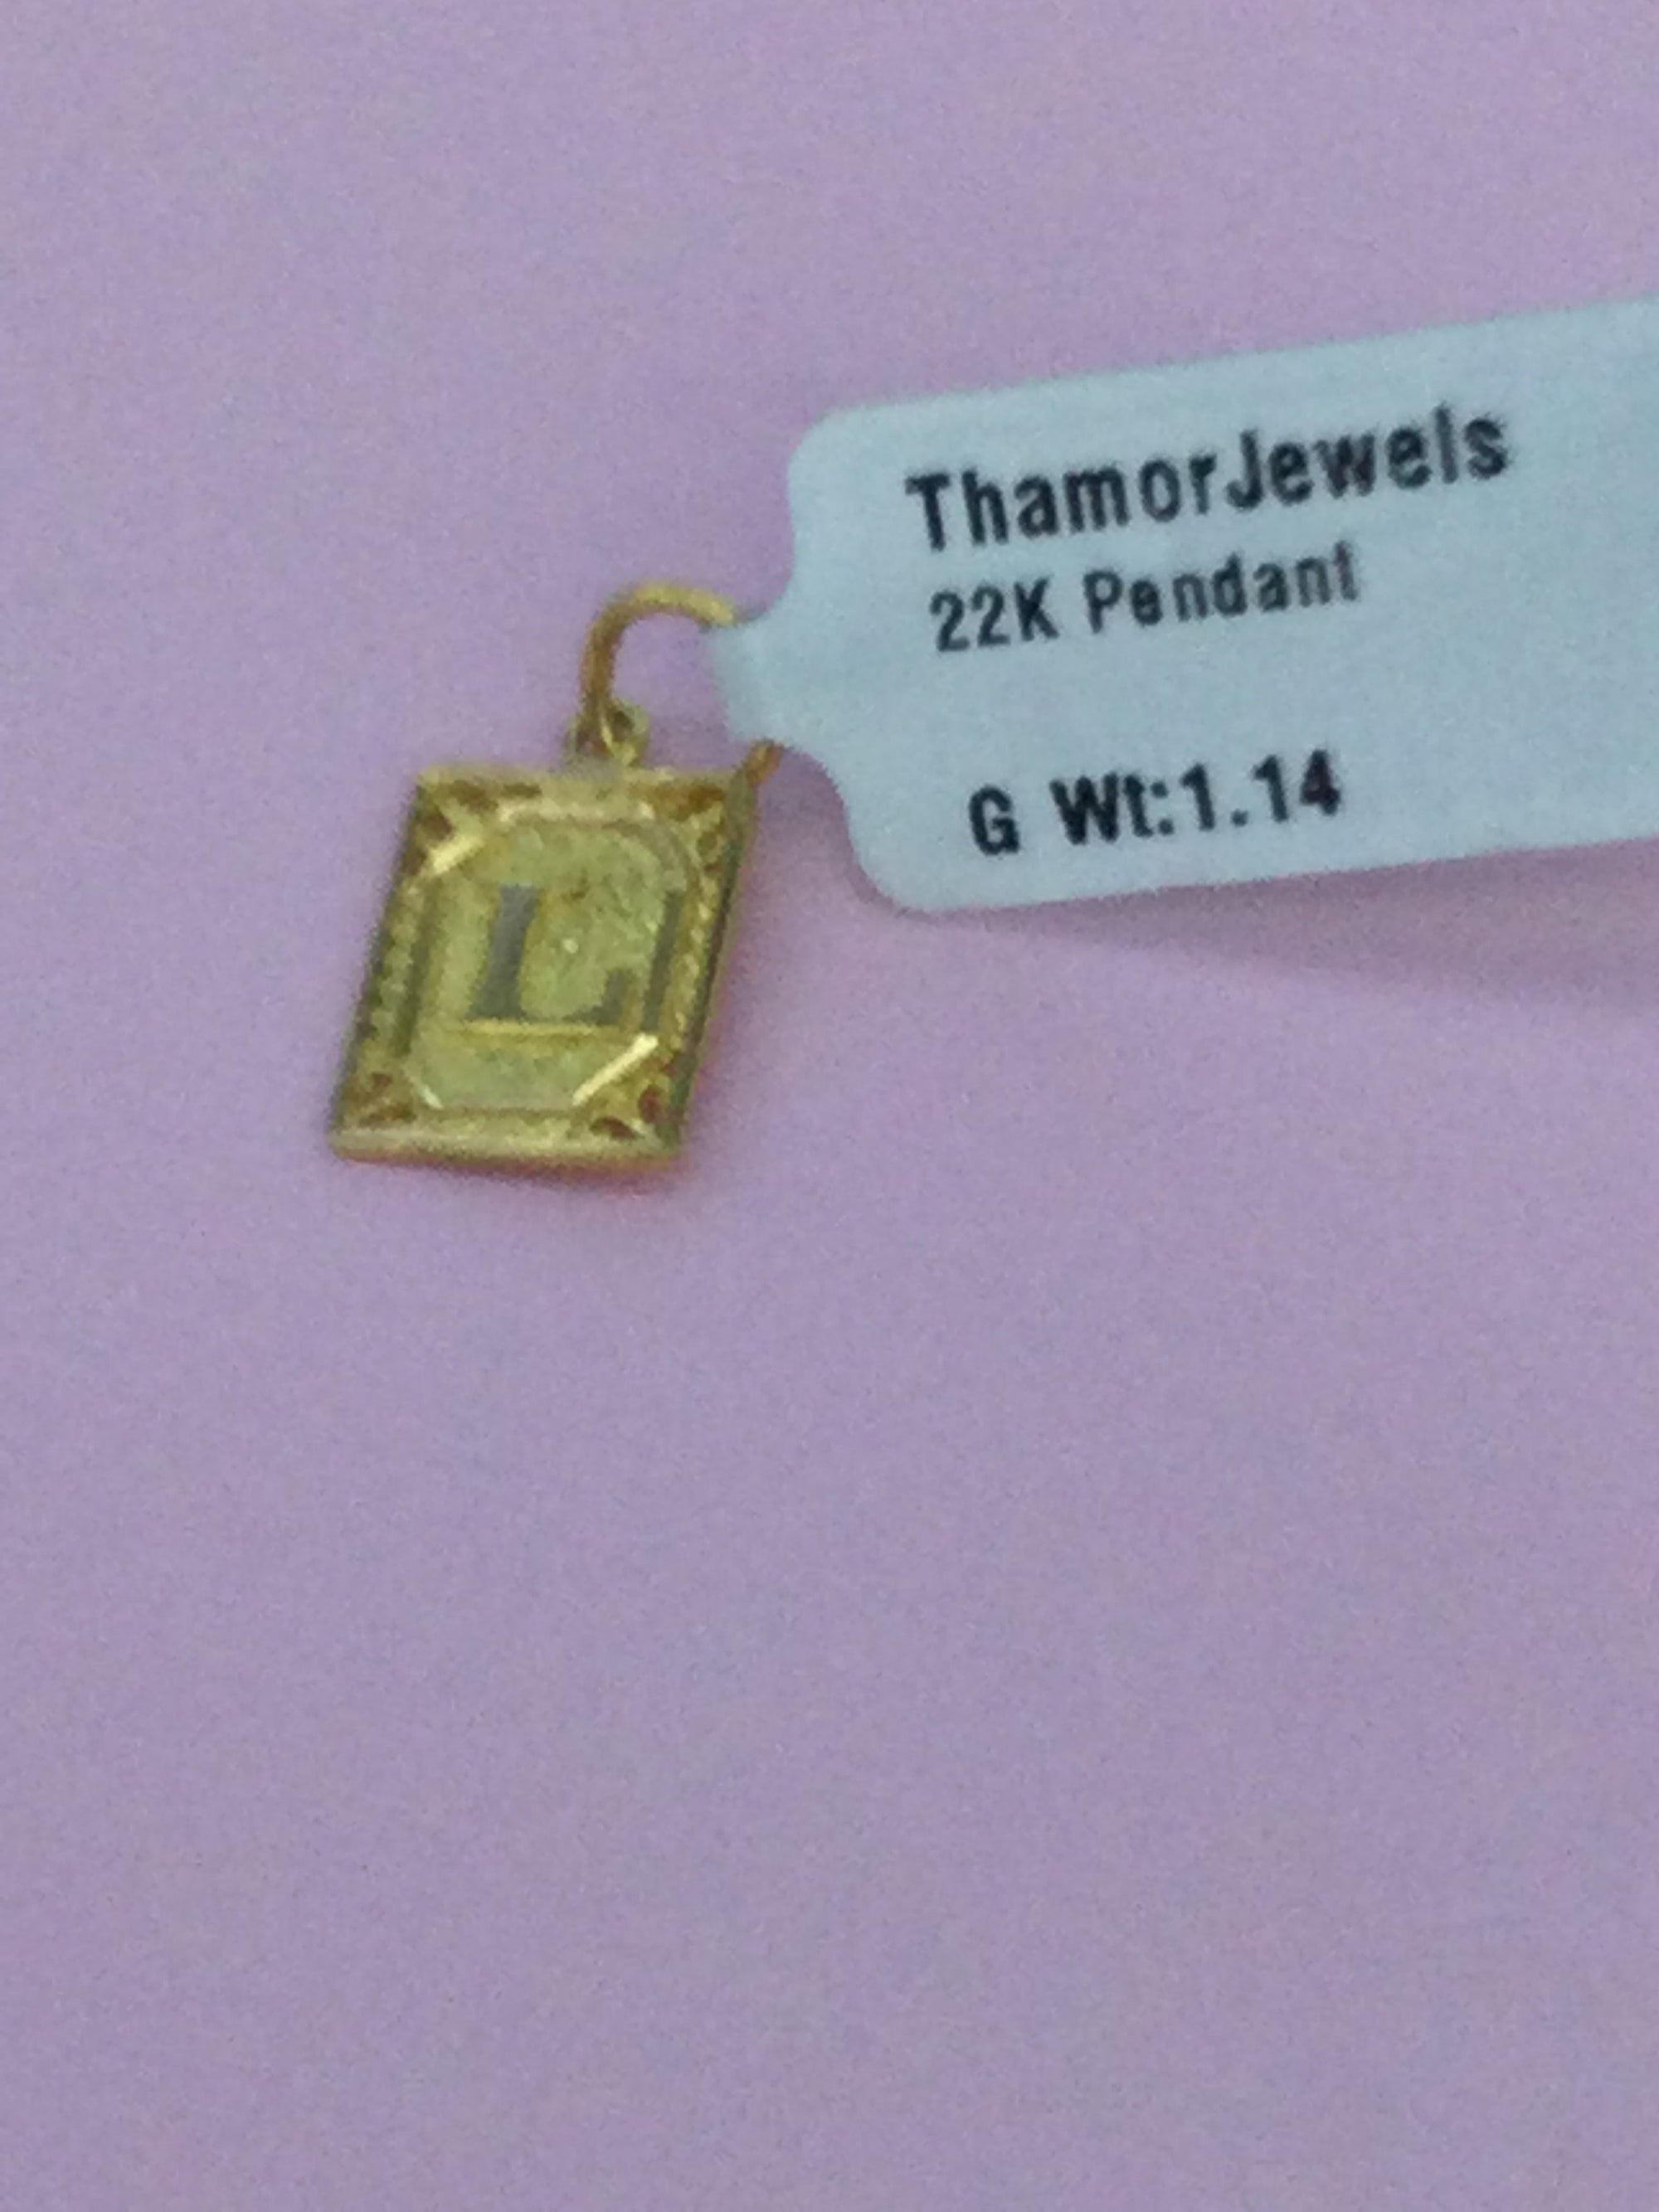 ThamorJewels
22K Pendant
G Wt:1.14
L